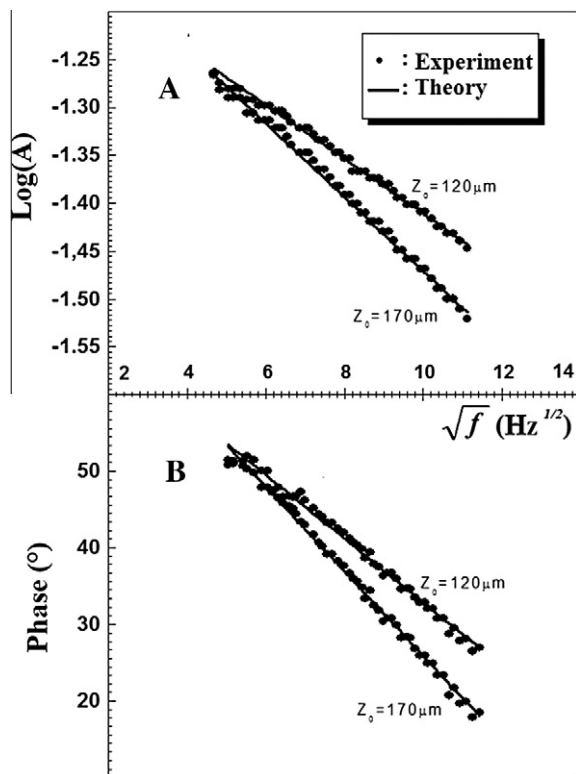 -1.25
-1.30
-1.35
-1.40
-1,45
-1.50
-1.55
Log(A)
A
: Experiment
: Theory
Z₀=120μm
Z₀=170μm
2 4 6 8 10 12 14
√f (Hz ^1/2)
B
50
40
30
20
Phase (°)
Z₀=120μm
Z₀=170μm